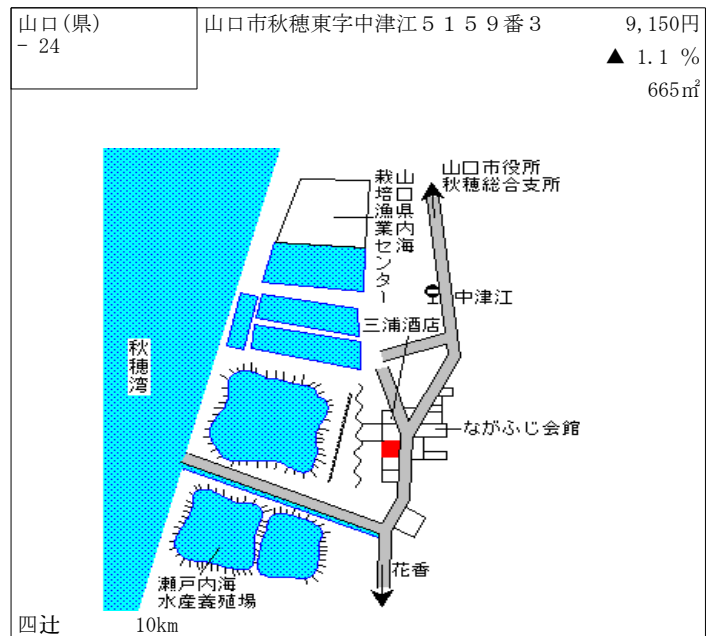 山口(県)
- 24
山口市秋穂東字中津江５１５９番３
9,150円
▲ 1.1 %
665㎡
山口市役所
秋穂総合支所
山口県内海
栽培漁業センター
中津江
三浦酒店
秋穂湾
ながふじ会館
花香
瀬戸内海
水産養殖場
四辻 10km